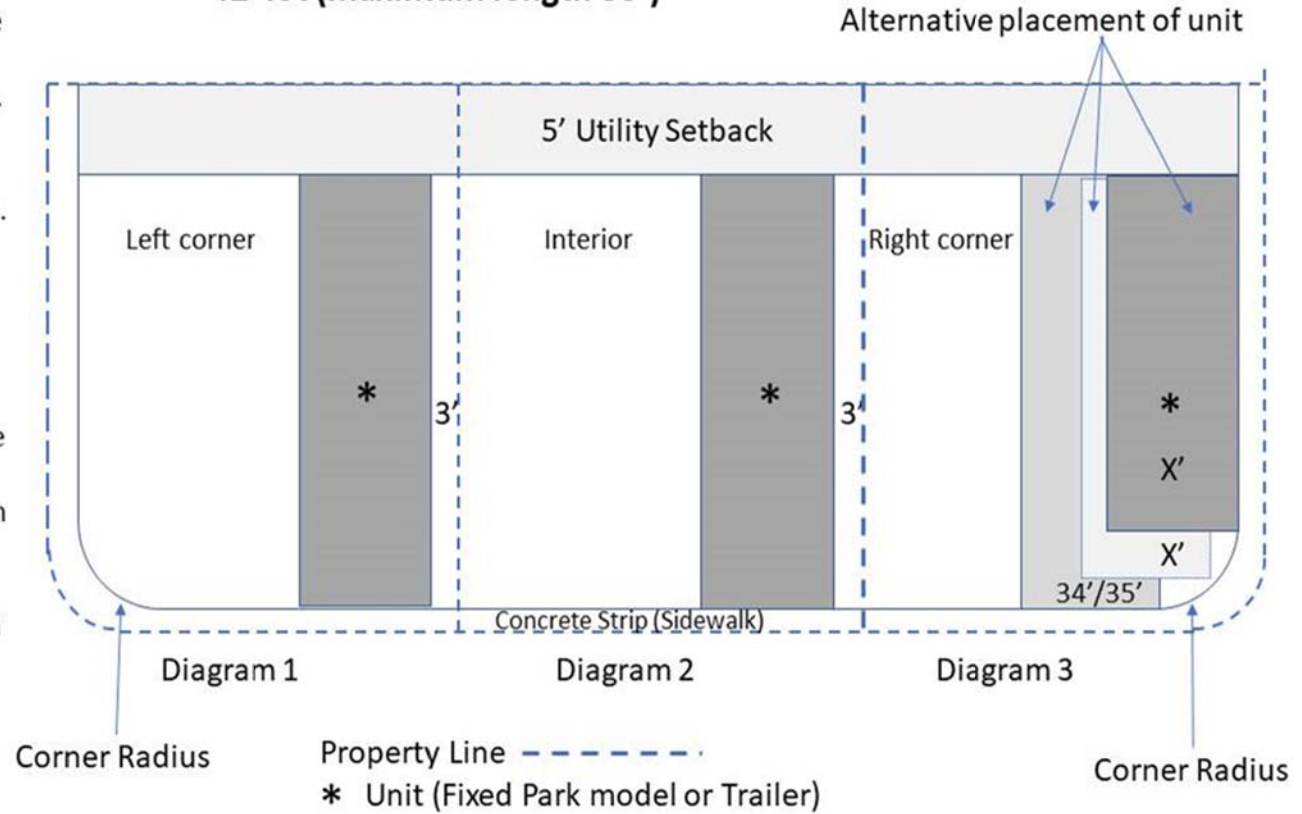 Alternative placement of unit
5′ Utility Setback
Left corner
Interior
Right corner
*
3′
*
3′
*
X′
X′
34′/35′
Concrete Strip (Sidewalk)
Diagram 1
Diagram 2
Diagram 3
Corner Radius
Property Line
Corner Radius
* Unit (Fixed Park model or Trailer)